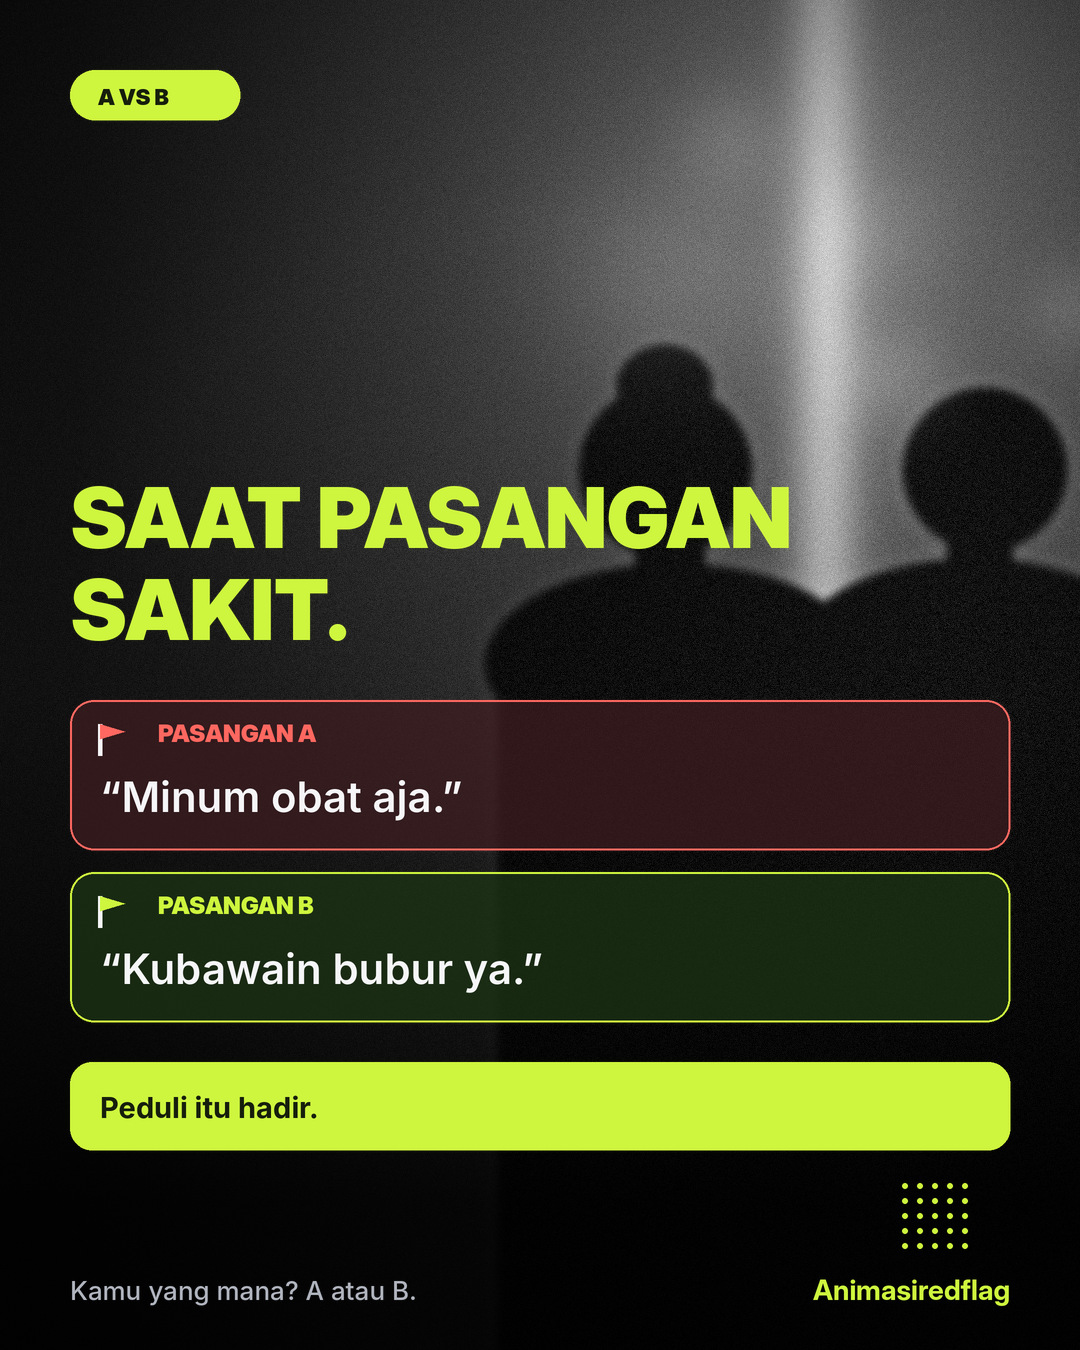 A VS B
SAAT PASANGAN
SAKIT.
PASANGAN A
“Minum obat aja.”
PASANGAN B
“Kubawain bubur ya.”
Peduli itu hadir.
Kamu yang mana? A atau B.
Animasiredflag